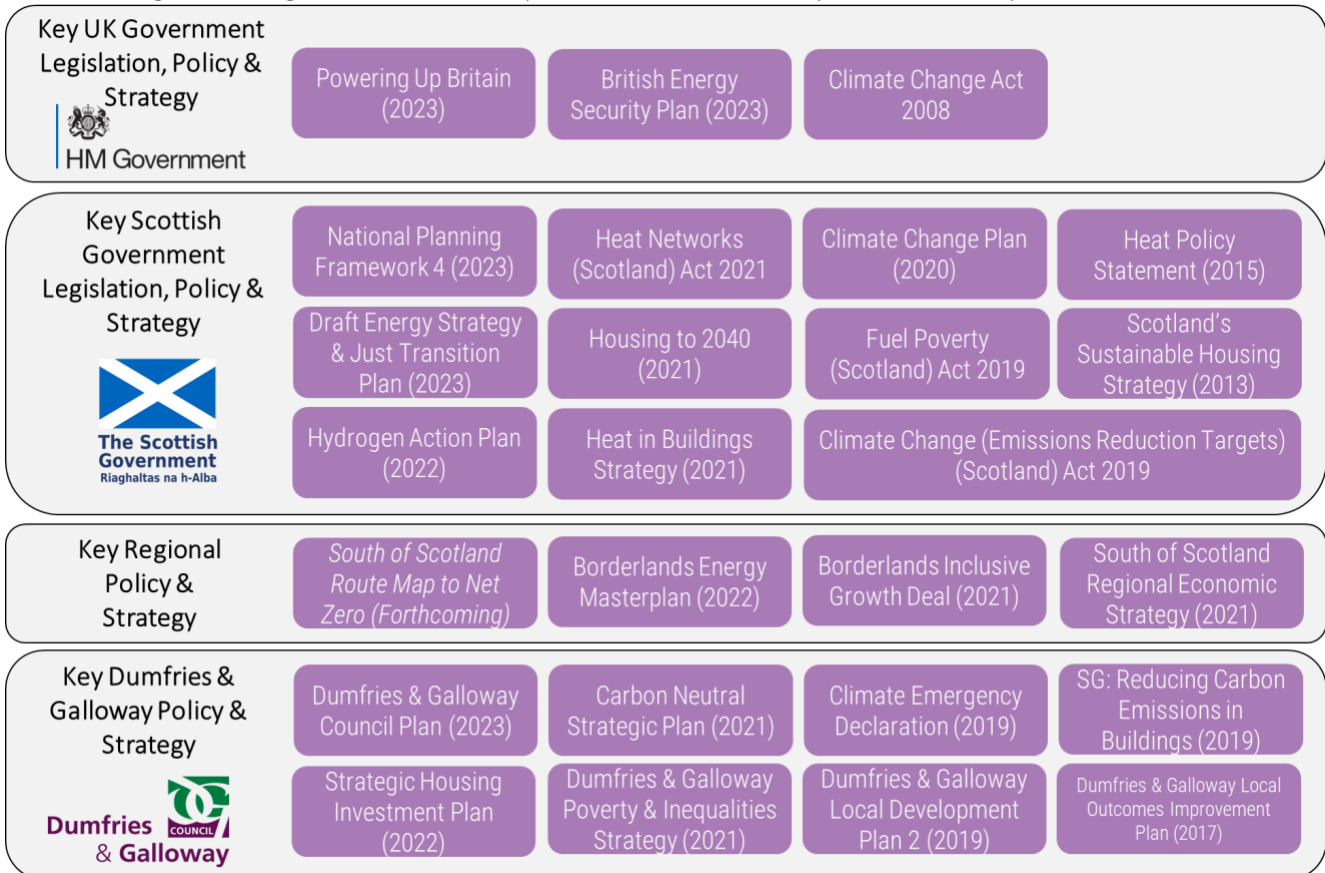 Key UK Government
Legislation, Policy &
Strategy
HM Government
Powering Up Britain
(2023)
British Energy
Security Plan (2023)
Climate Change Act
2008
Key Scottish
Government
Legislation, Policy &
Strategy
The Scottish
Government
Riaghaltas na h-Alba
National Planning
Framework 4 (2023)
Heat Networks
(Scotland) Act 2021
Climate Change Plan
(2020)
Heat Policy
Statement (2015)
Draft Energy Strategy
& Just Transition
Plan (2023)
Housing to 2040
(2021)
Fuel Poverty
(Scotland) Act 2019
Scotland's
Sustainable Housing
Strategy (2013)
Hydrogen Action Plan
(2022)
Heat in Buildings
Strategy (2021)
Climate Change (Emissions Reduction Targets)
(Scotland) Act 2019
Key Regional
Policy &
Strategy
South of Scotland
Route Map to Net
Zero (Forthcoming)
Borderlands Energy
Masterplan (2022)
Borderlands Inclusive
Growth Deal (2021)
South of Scotland
Regional Economic
Strategy (2021)
Key Dumfries &
Galloway Policy &
Strategy
Dumfries
COUNCIL
& Galloway
Dumfries & Galloway
Council Plan (2023)
Carbon Neutral
Strategic Plan (2021)
Climate Emergency
Declaration (2019)
SG: Reducing Carbon
Emissions in
Buildings (2019)
Strategic Housing
Investment Plan
(2022)
Dumfries & Galloway
Poverty & Inequalities
Strategy (2021)
Dumfries & Galloway
Local Development
Plan 2 (2019)
Dumfries & Galloway Local
Outcomes Improvement
Plan (2017)